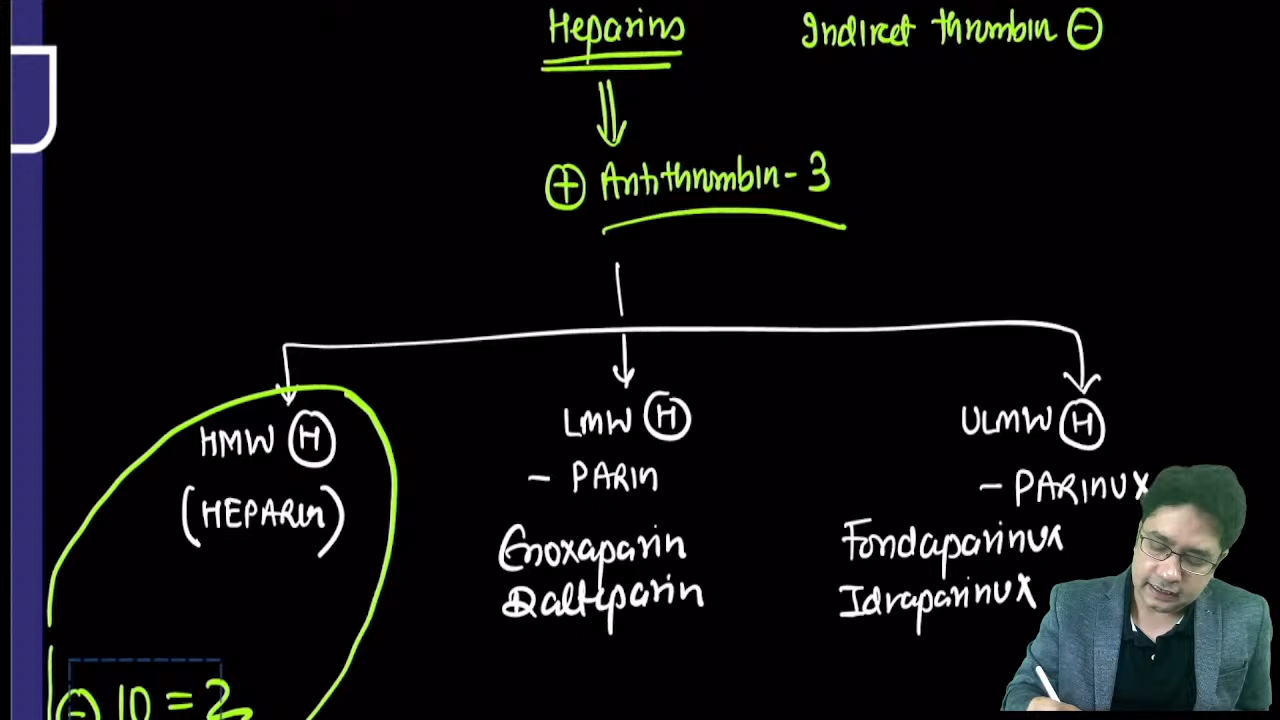 Heparins Indirect thrombin ⊖
⊕ Antithrombin-3
HMW Ⓗ
(HEPARIN)
LMW Ⓗ
- PARIN
Enoxaparin
Dalteparin
ULMW Ⓗ
- PARINUX
Fondaparinux
Idraparinux
⊖ 10 = 2